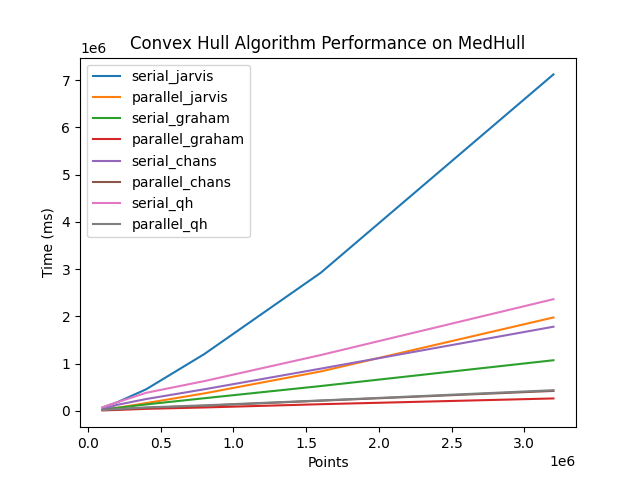 Convex Hull Algorithm Performance on MedHull
1e6
7
6
5
4
3
2
1
0
Time (ms)
serial_jarvis
parallel_jarvis
serial_graham
parallel_graham
serial_chans
parallel_chans
serial_qh
parallel_qh
0.0 0.5 1.0 1.5 2.0 2.5 3.0
1e6
Points